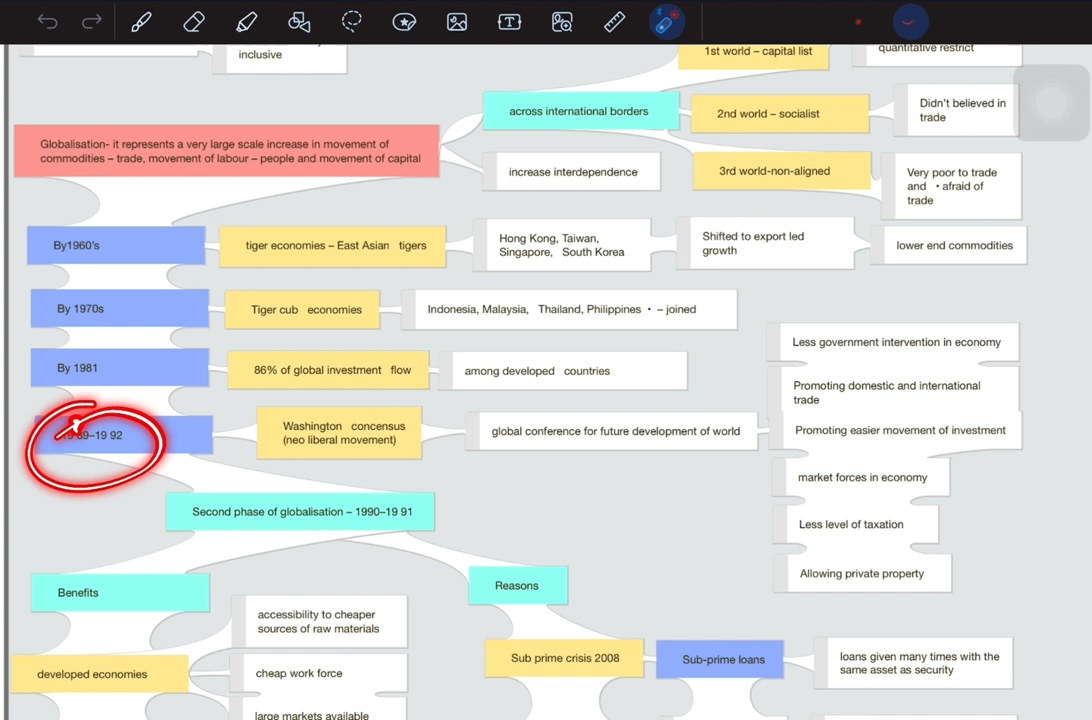 inclusive
1st world – capital list
quantitative restrict
across international borders
2nd world – socialist
Didn't believed in
trade
Globalisation- it represents a very large scale increase in movement of
commodities – trade, movement of labour – people and movement of capital
increase interdependence
3rd world-non-aligned
Very poor to trade
and • afraid of
trade
By1960's
tiger economies – East Asian tigers
Hong Kong, Taiwan,
Singapore, South Korea
Shifted to export led
growth
lower end commodities
By 1970s
Tiger cub economies
Indonesia, Malaysia, Thailand, Philippines • – joined
Less government intervention in economy
By 1981
86% of global investment flow
among developed countries
Promoting domestic and international
trade
89–19 92
Washington concensus
(neo liberal movement)
global conference for future development of world
Promoting easier movement of investment
market forces in economy
Second phase of globalisation – 1990–19 91
Less level of taxation
Allowing private property
Benefits
Reasons
accessibility to cheaper
sources of raw materials
developed economies
cheap work force
large markets available
Sub prime crisis 2008
Sub-prime loans
loans given many times with the
same asset as security